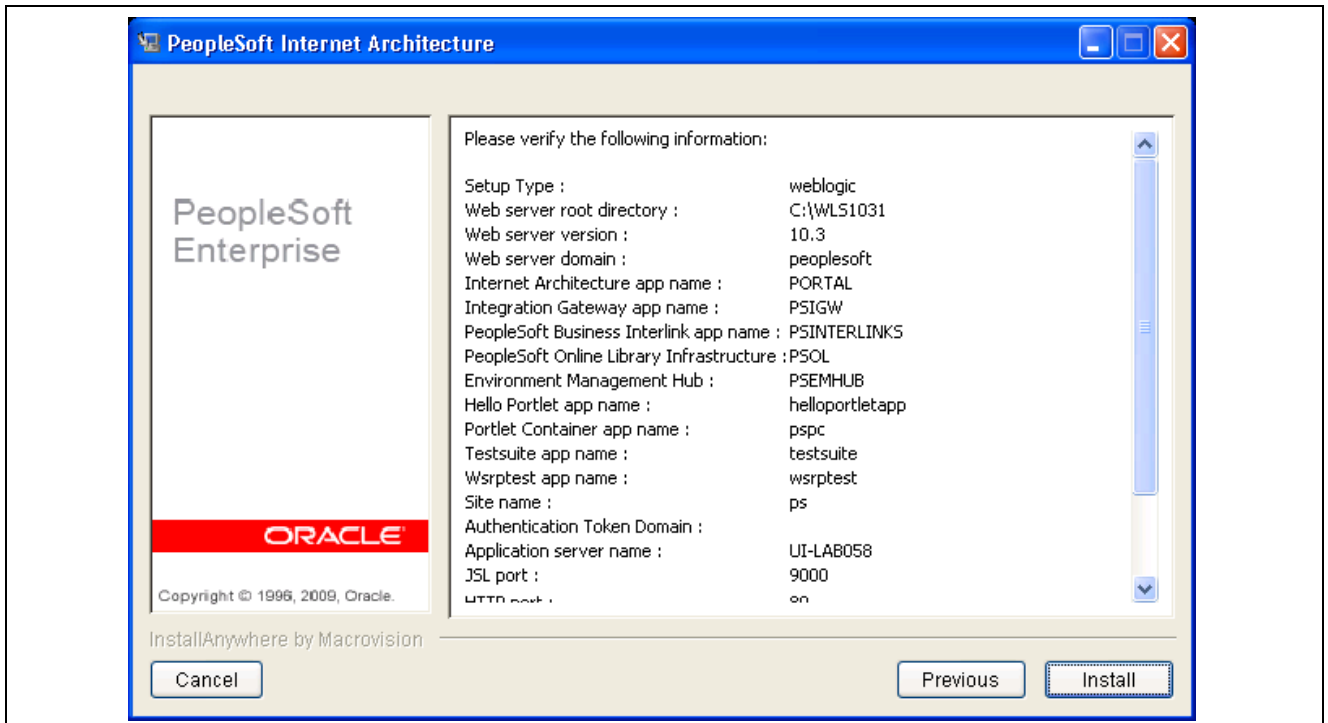 PeopleSoft Internet Architecture
PeopleSoft
Enterprise
ORACLE
Copyright © 1996, 2009, Oracle.
Please verify the following information:
Setup Type : weblogic
Web server root directory : C:\WLS1031
Web server version : 10.3
Web server domain : peoplesoft
Internet Architecture app name : PORTAL
Integration Gateway app name : PSIGW
PeopleSoft Business Interlink app name : PSINTERLINKS
PeopleSoft Online Library Infrastructure :PSOL
Environment Management Hub : PSEMHUB
Hello Portlet app name : helloportletapp
Portlet Container app name : pspc
Testsuite app name : testsuite
Wsrptest app name : wsrptest
Site name : ps
Authentication Token Domain :
Application server name : UI-LAB058
JSL port : 9000
HTTP port : 80
InstallAnywhere by Macrovision
Cancel
Previous
Install